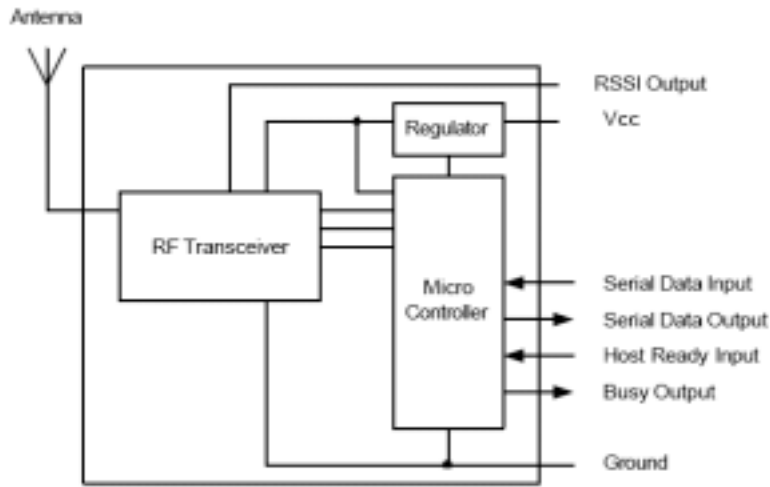 Antenna
RSSI Output
Regulator
Vcc
RF Transceiver
Micro
Controller
Serial Data Input
Serial Data Output
Host Ready Input
Busy Output
Ground